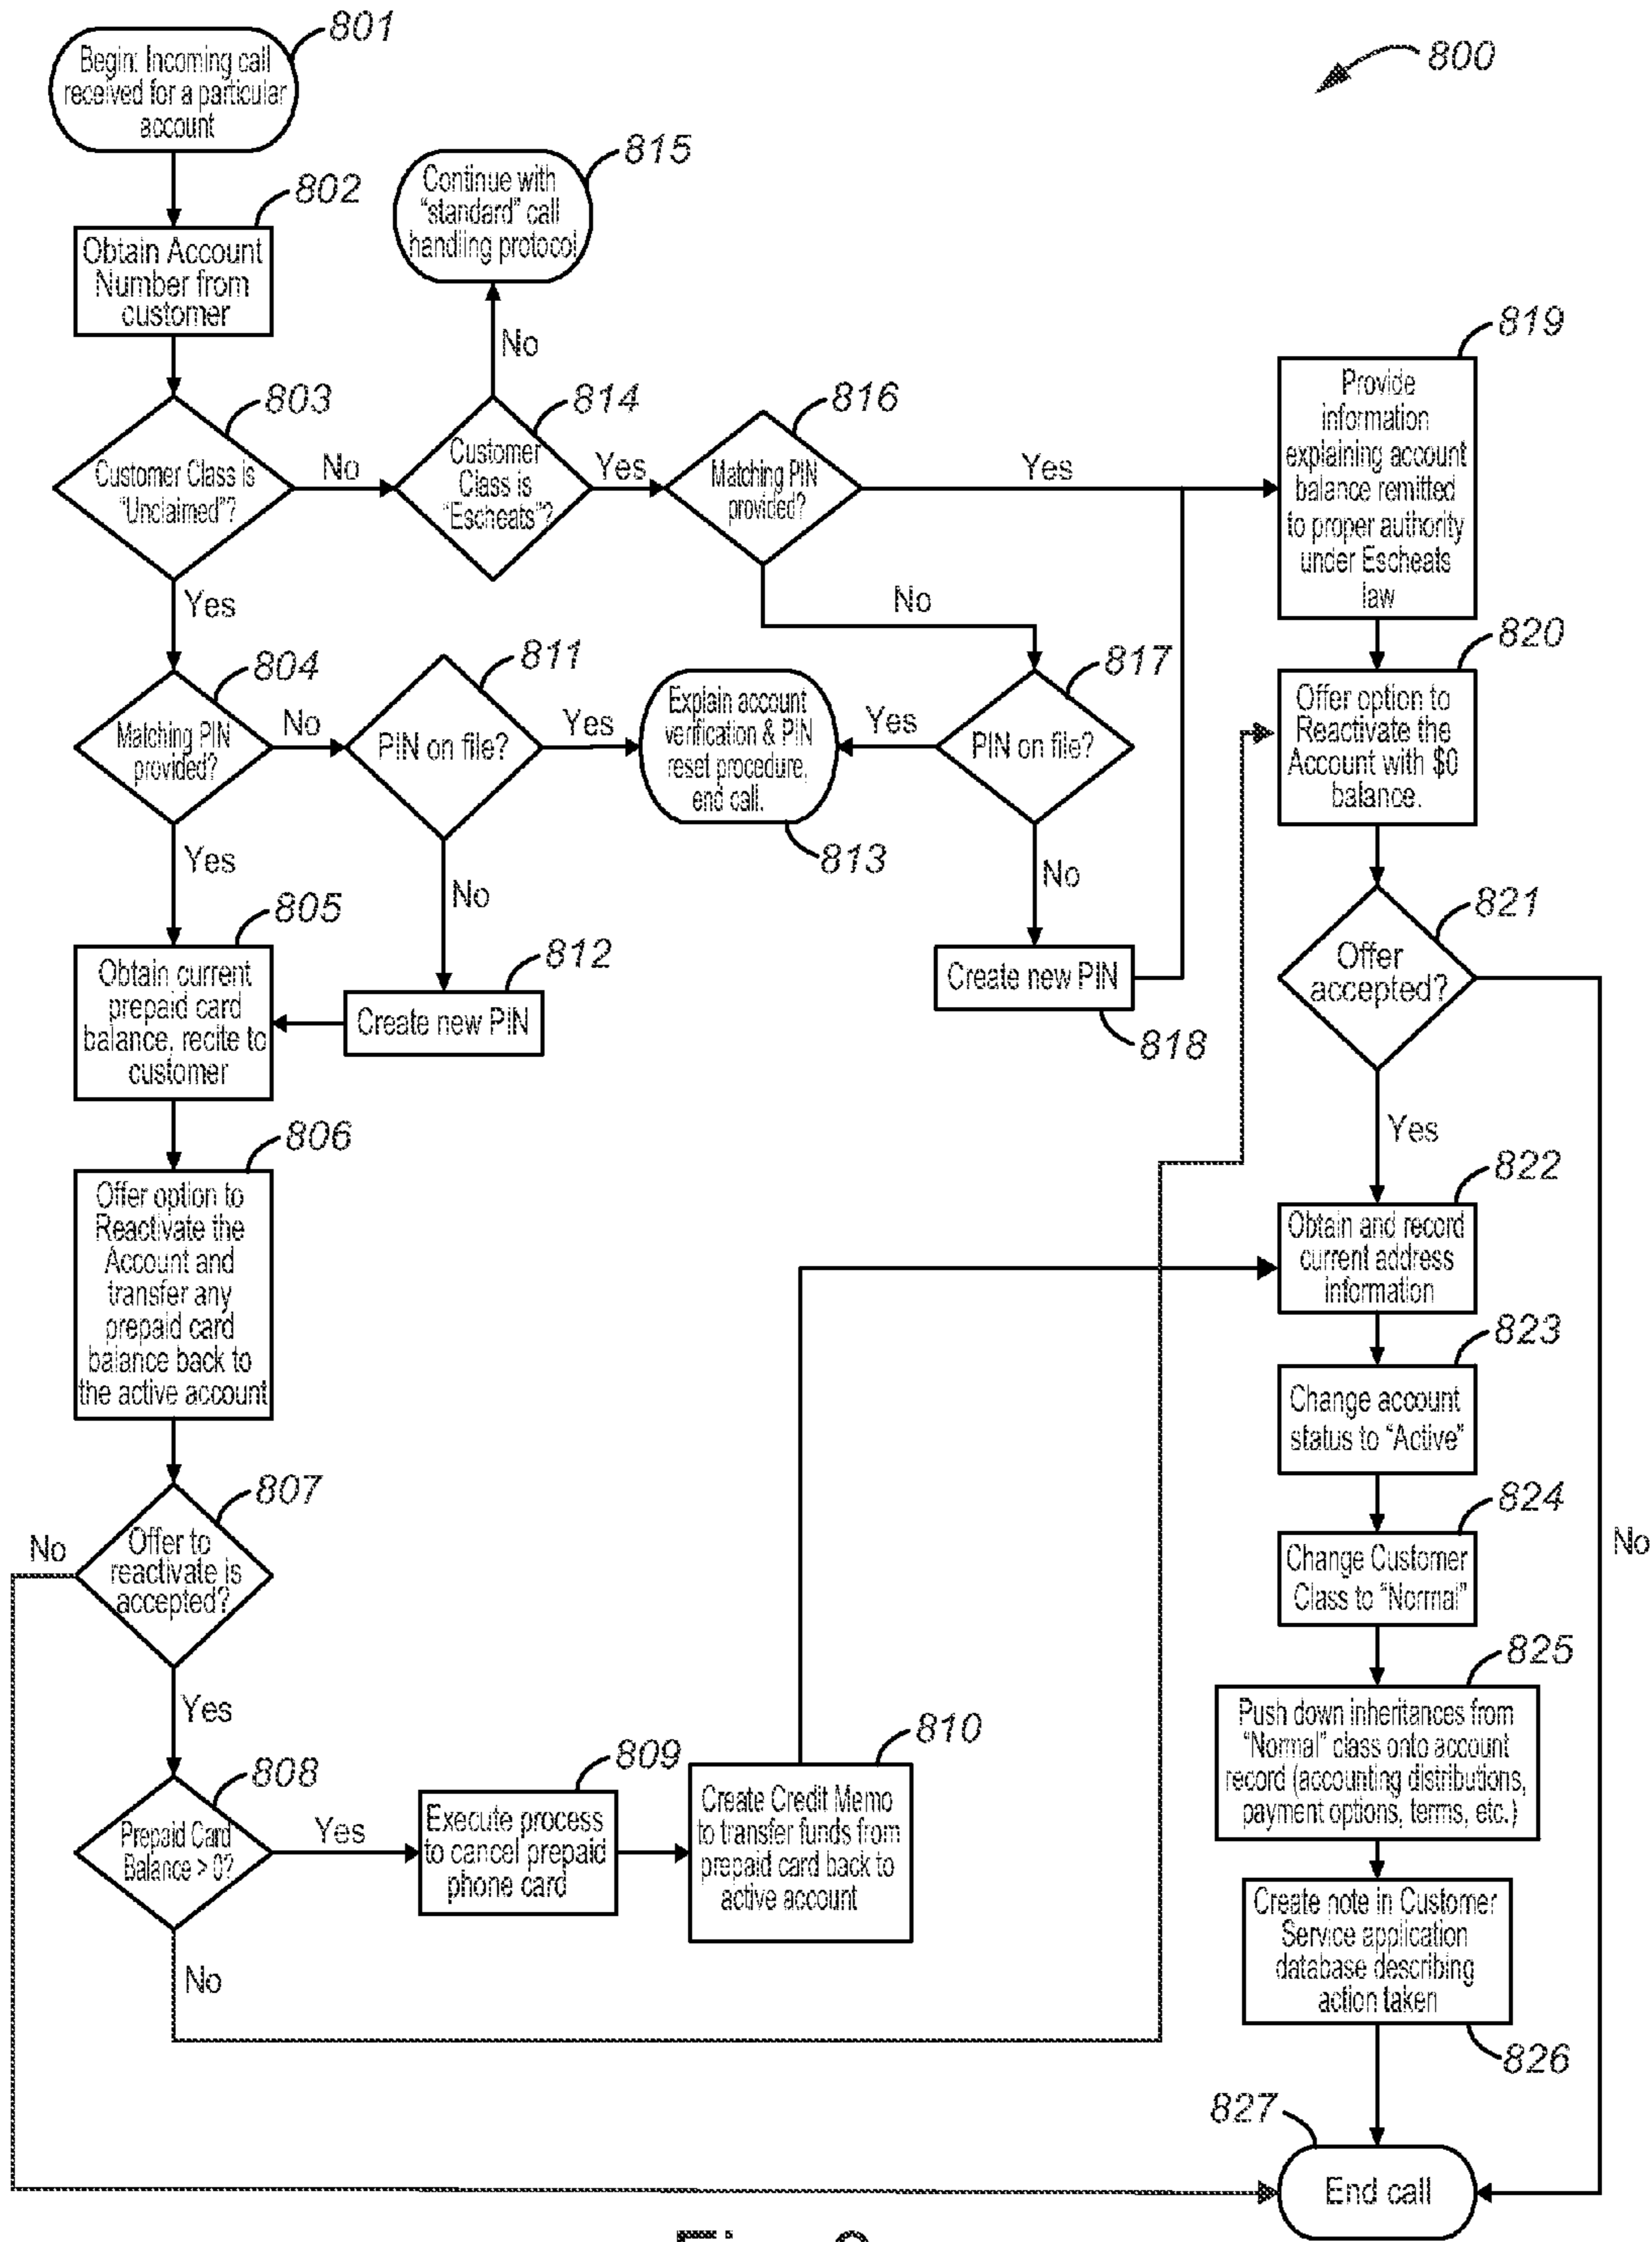 801
Begin: Incoming call
received for a particular
account
800
802
Obtain Account
Number from
customer
815
Continue with
"standard" call
handling protocol
No
803
Customer Class is
"Unclaimed"?
No
814
Customer
Class is
"Escheats"?
Yes
816
Matching PIN
provided?
Yes
819
Provide
information
explaining account
balance remitted
to proper authority
under Escheats
law
Yes
No
804
Matching PIN
provided?
No
811
PIN on file?
Yes
Explain account
verification & PIN
reset procedure,
end call.
813
Yes
817
PIN on file?
820
Offer option to
Reactivate the
Account with $0
balance.
Yes
No
No
805
Obtain current
prepaid card
balance, recite to
customer
812
Create new PIN
Create new PIN
818
821
Offer
accepted?
Yes
No
806
Offer option to
Reactivate the
Account and
transfer any
prepaid card
balance back to
the active account
822
Obtain and record
current address
information
823
Change account
status to "Active"
807
Offer to
reactivate is
accepted?
No
Yes
824
Change Customer
Class to "Normal"
825
Push down inheritances from
"Normal" class onto account
record (accounting distributions,
payment options, terms, etc.)
808
Prepaid Card
Balance > 0?
Yes
809
Execute process
to cancel prepaid
phone card
810
Create Credit Memo
to transfer funds from
prepaid card back to
active account
No
Create note in Customer
Service application
database describing
action taken
826
827
End call